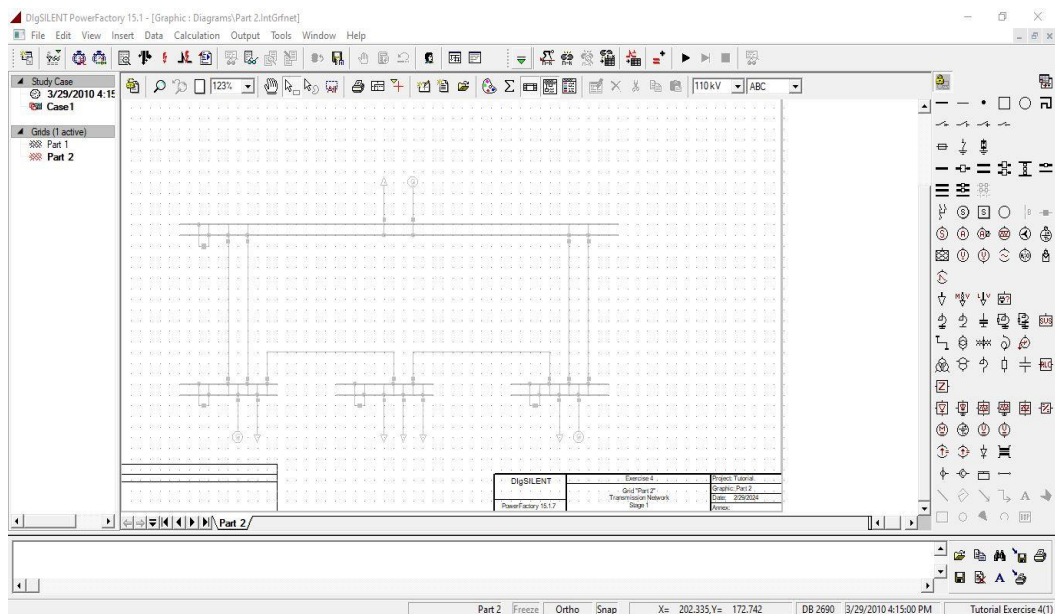 DIgSILENT PowerFactory 15.1 - [Graphic : Diagrams\Part 2.IntGrfnet]
File Edit View Insert Data Calculation Output Tools Window Help
Study Case
3/29/2010 4:15
Case1
Grids (1 active)
Part 1
Part 2
123%
110 kV
ABC
DIgSILENT
PowerFactory 15.1.7
Exercise 4
Grid "Part 2"
Transmission Network
Stage 1
Project: Tutorial
Graphic: Part 2
Date: 2/29/2024
Annex:
Part 2
Part 2 Freeze Ortho Snap X= 202.335,Y= 172.742 DB 2690 3/29/2010 4:15:00 PM Tutorial Exercise 4(1)